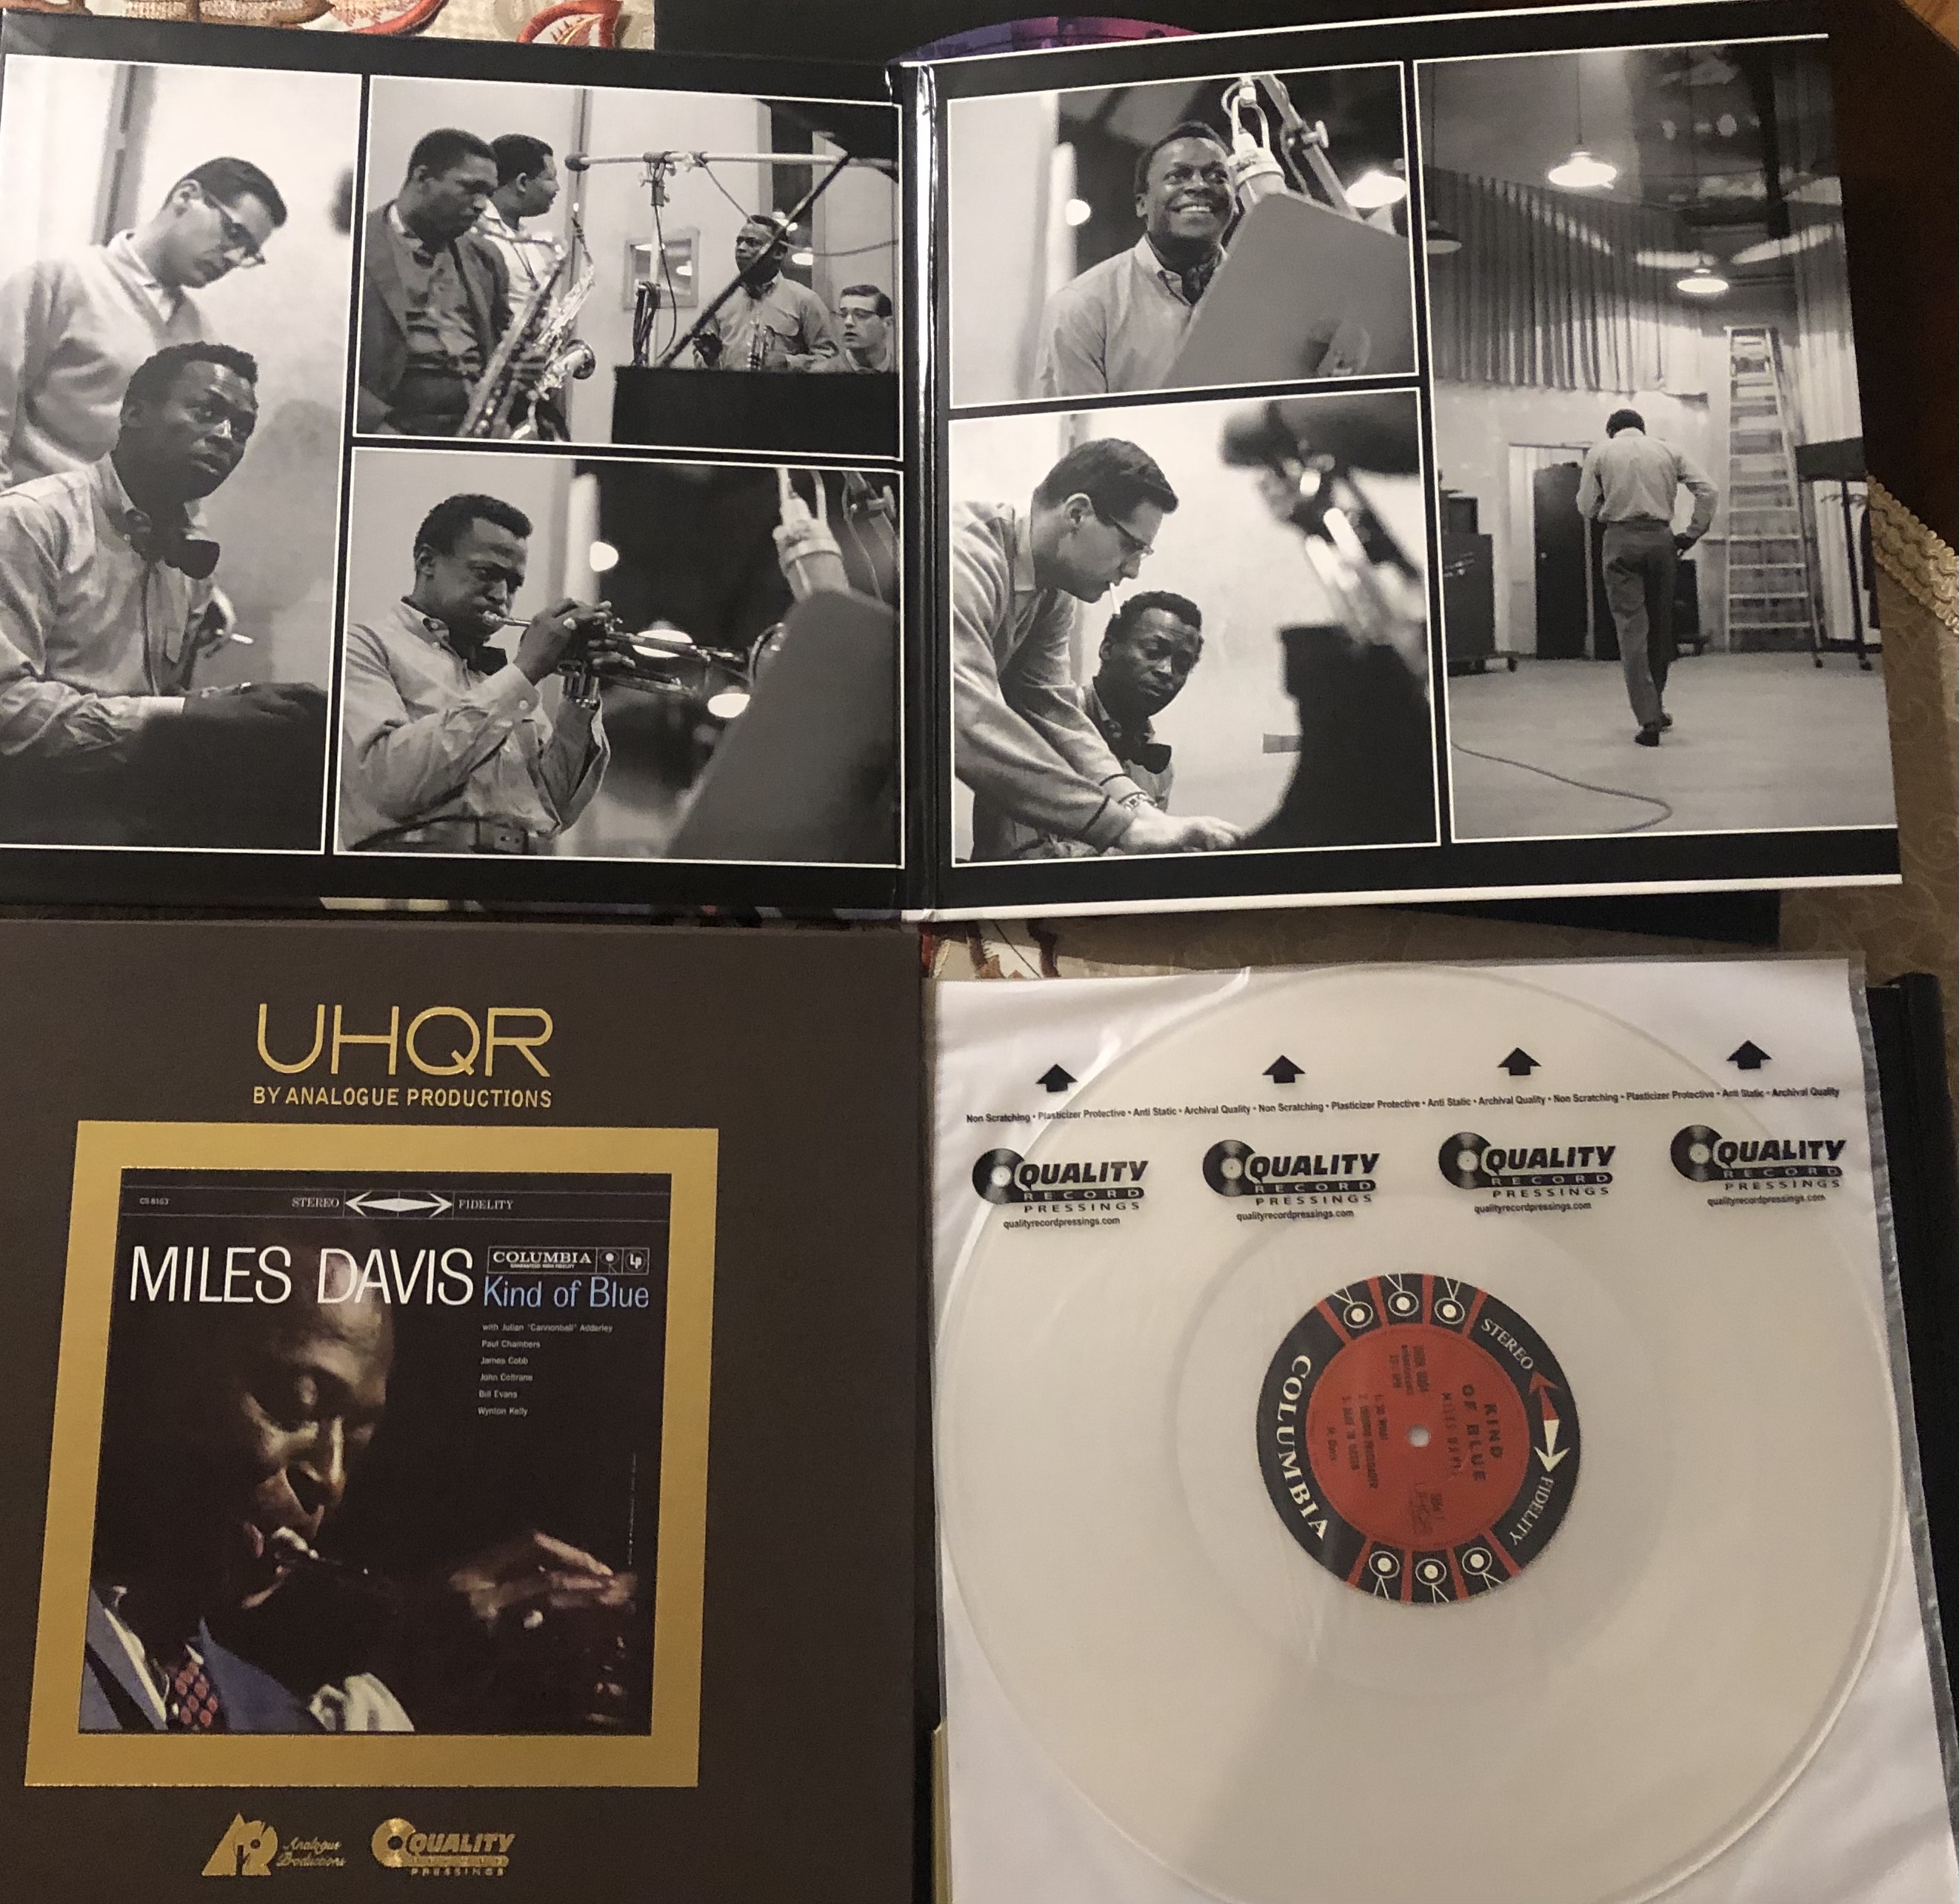 UHQR
BY ANALOGUE PRODUCTIONS
CS 8163
STEREO FIDELITY
MILES DAVIS
COLUMBIA
Lp
Kind of Blue
with Julian "Cannonball" Adderley
Paul Chambers
James Cobb
John Coltrane
Bill Evans
Wynton Kelly
Analogue
Productions
QUALITY
PRESSINGS
Non Scratching • Plasticizer Protective • Anti Static • Archival Quality • Non Scratching • Plasticizer Protective • Anti Static • Archival Quality • Non Scratching • Plasticizer Protective • Anti Static • Archival Quality
QUALITY QUALITY QUALITY QUALITY
RECORD RECORD RECORD RECORD
PRESSINGS PRESSINGS PRESSINGS PRESSINGS
qualityrecordpressings.com qualityrecordpressings.com qualityrecordpressings.com qualityrecordpressings.com
STEREO FIDELITY
COLUMBIA
KIND
OF BLUE
MILES DAVIS
UHQR